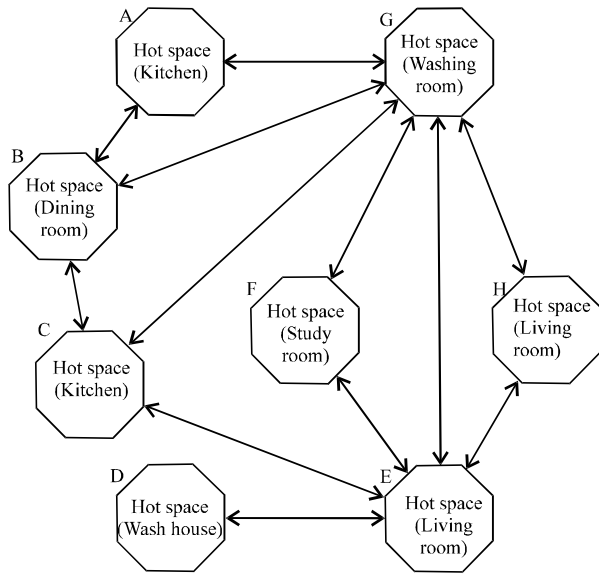 A
Hot space
(Kitchen)
G
Hot space
(Washing
room)
B
Hot space
(Dining
room)
C
Hot space
(Kitchen)
F
Hot space
(Study
room)
H
Hot space
(Living
room)
D
Hot space
(Wash house)
E
Hot space
(Living
room)